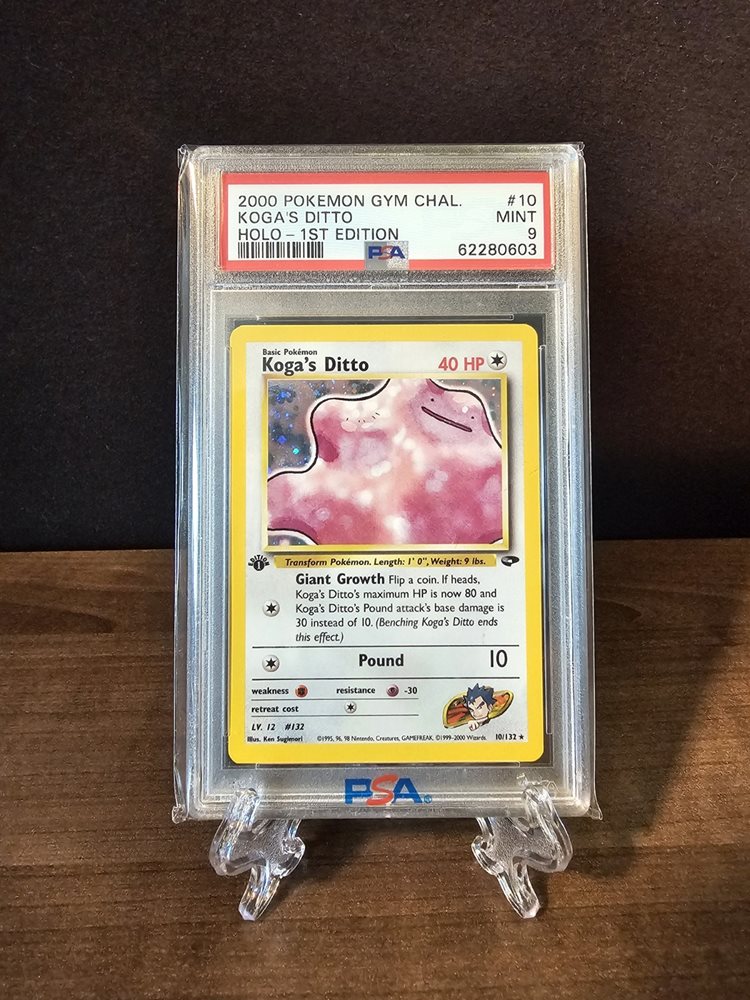 2000 POKEMON GYM CHAL. #10
KOGA'S DITTO MINT
HOLO – 1ST EDITION 9
PSA 62280603
Basic Pokémon
Koga's Ditto 40 HP
EDITION 1
Transform Pokémon. Length: 1' 0", Weight: 9 lbs.
Giant Growth Flip a coin. If heads,
Koga's Ditto's maximum HP is now 80 and
Koga's Ditto's Pound attack's base damage is
30 instead of 10. (Benching Koga's Ditto ends
this effect.)
Pound 10
weakness resistance -30
retreat cost
LV. 12 #132
Illus. Ken Sugimori ©1995, 96, 98 Nintendo, Creatures, GAMEFREAK. ©1999-2000 Wizards. 10/132 ★
PSA®